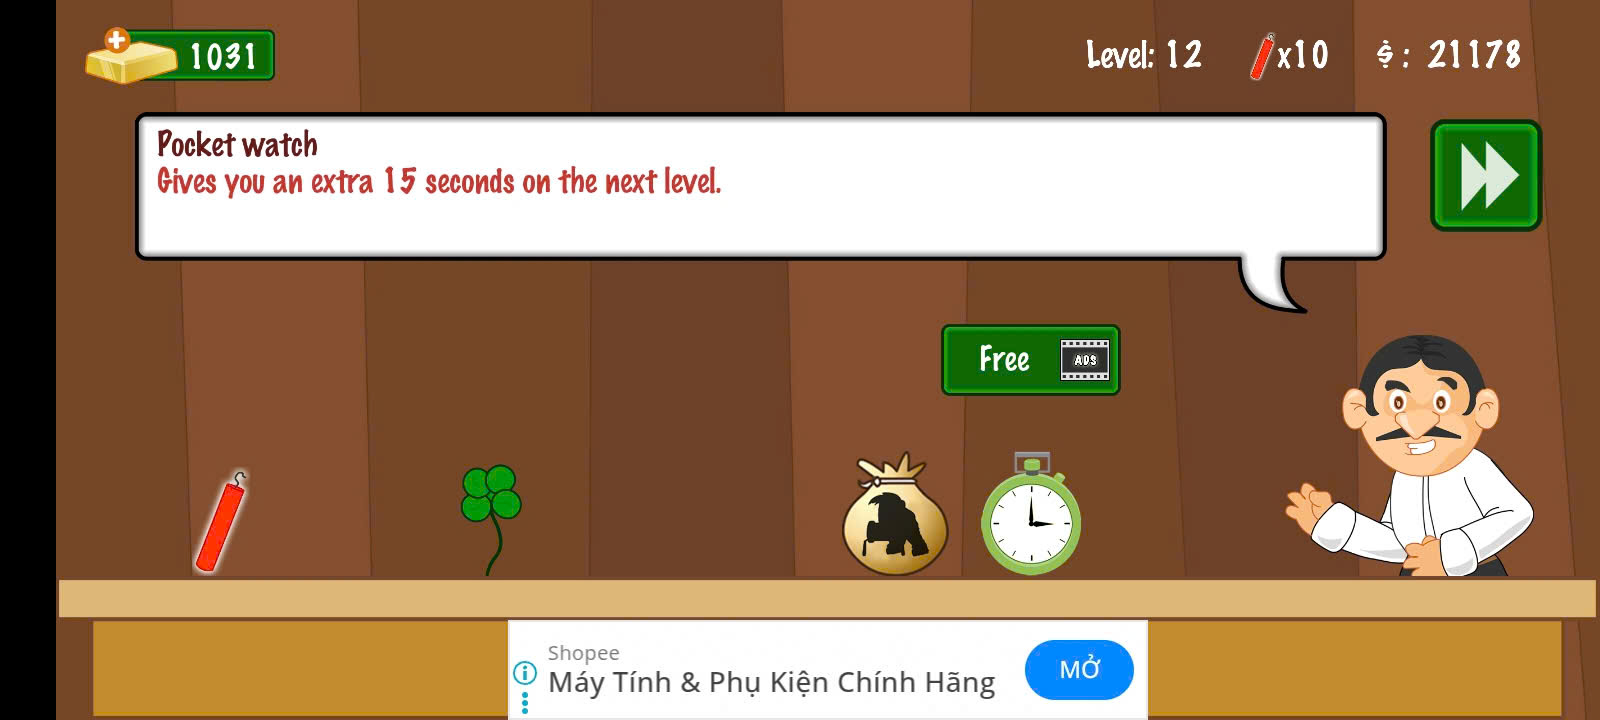 1031
Level: 12
x10
$: 21178
Pocket watch
Gives you an extra 15 seconds on the next level.
Free
ADS
Shopee
Máy Tính & Phụ Kiện Chính Hãng
MỞ